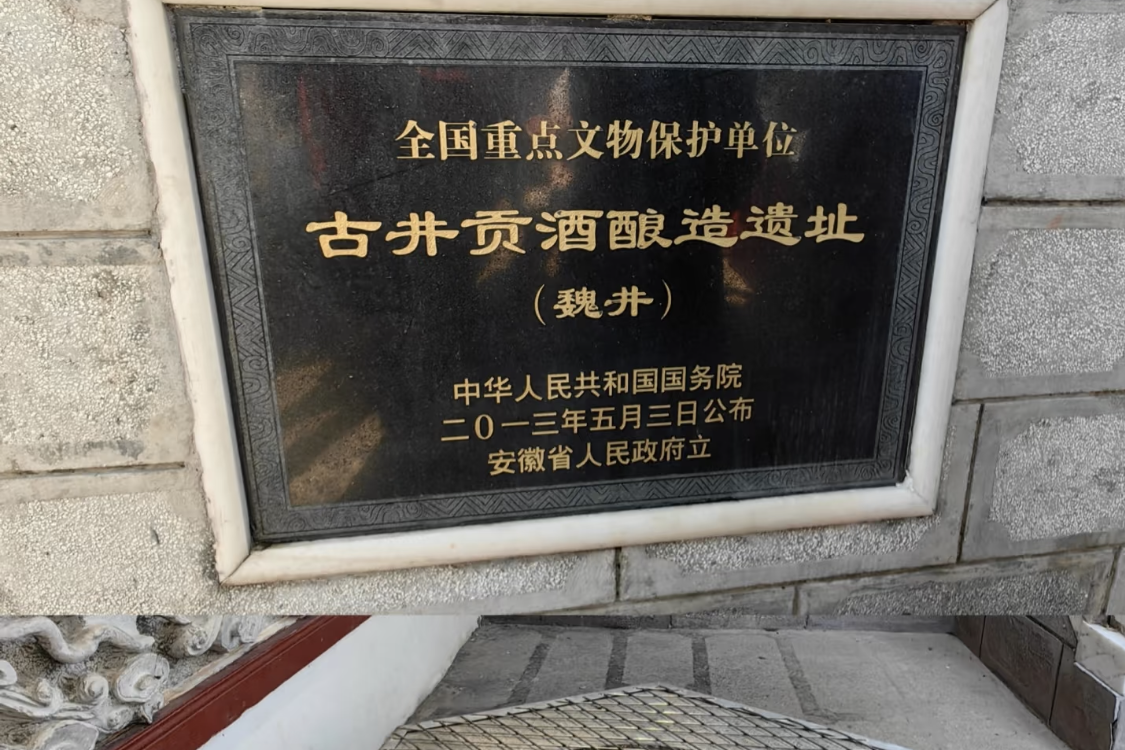 全国重点文物保护单位
古井贡酒酿造遗址
（魏井）
中华人民共和国国务院
二〇一三年五月三日公布
安徽省人民政府立